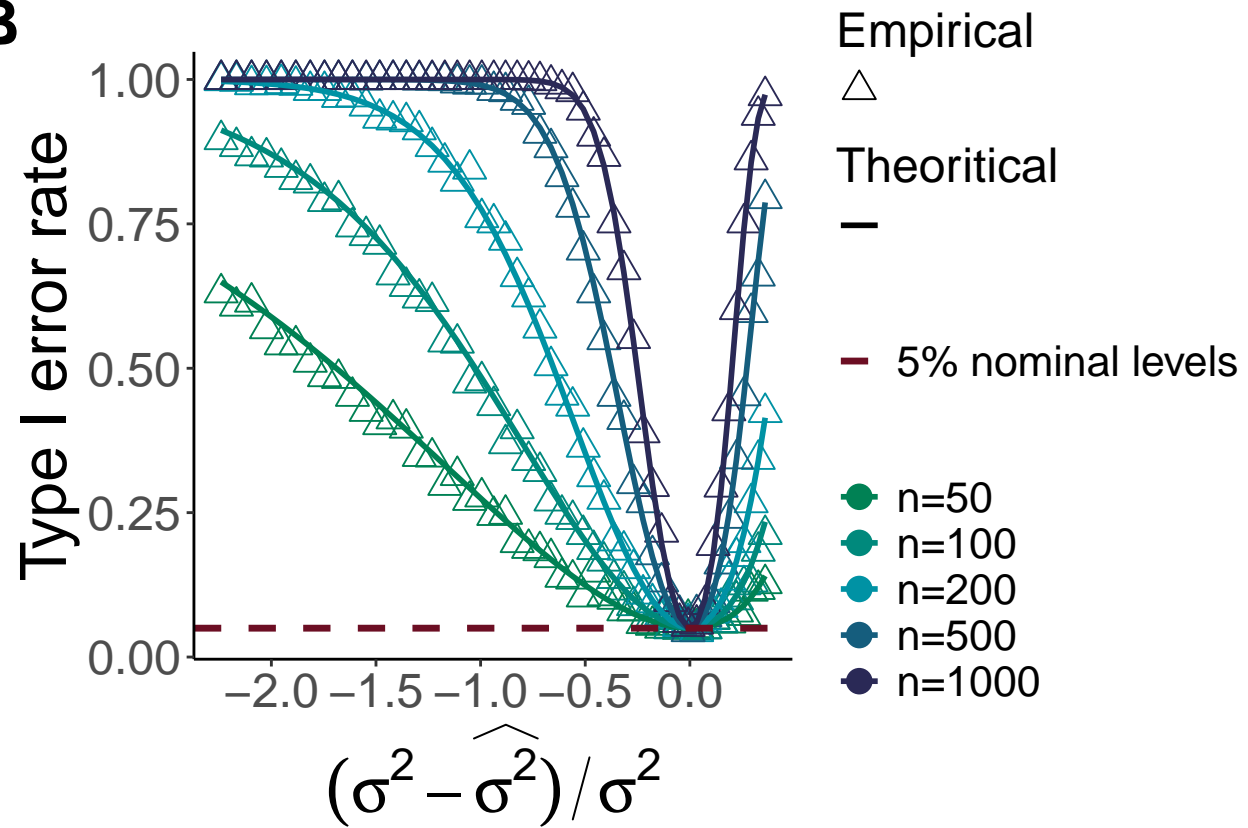 B
Type I error rate
1.00
0.75
0.50
0.25
0.00
−2.0 −1.5 −1.0 −0.5 0.0
(σ² − σ²̂)/σ²
Empirical
Theoritical
5% nominal levels
n=50
n=100
n=200
n=500
n=1000